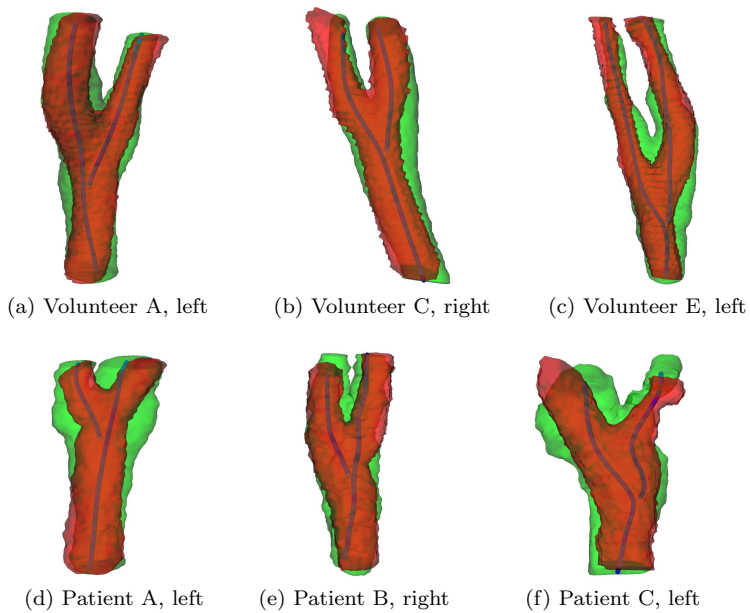 (a) Volunteer A, left
(b) Volunteer C, right
(c) Volunteer E, left
(d) Patient A, left
(e) Patient B, right
(f) Patient C, left